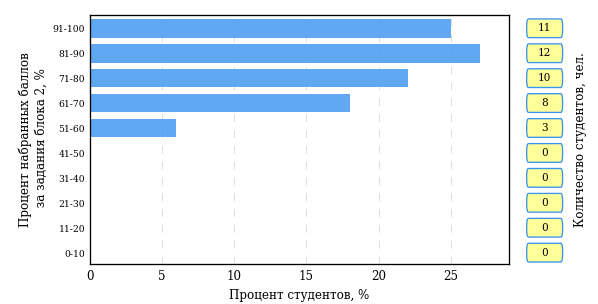 91-100 11
81-90 12
71-80 10
61-70 8
51-60 3
41-50 0
31-40 0
21-30 0
11-20 0
0-10 0
0 5 10 15 20 25
Процент студентов, %
Процент набранных баллов
за задания блока 2, %
Количество студентов, чел.